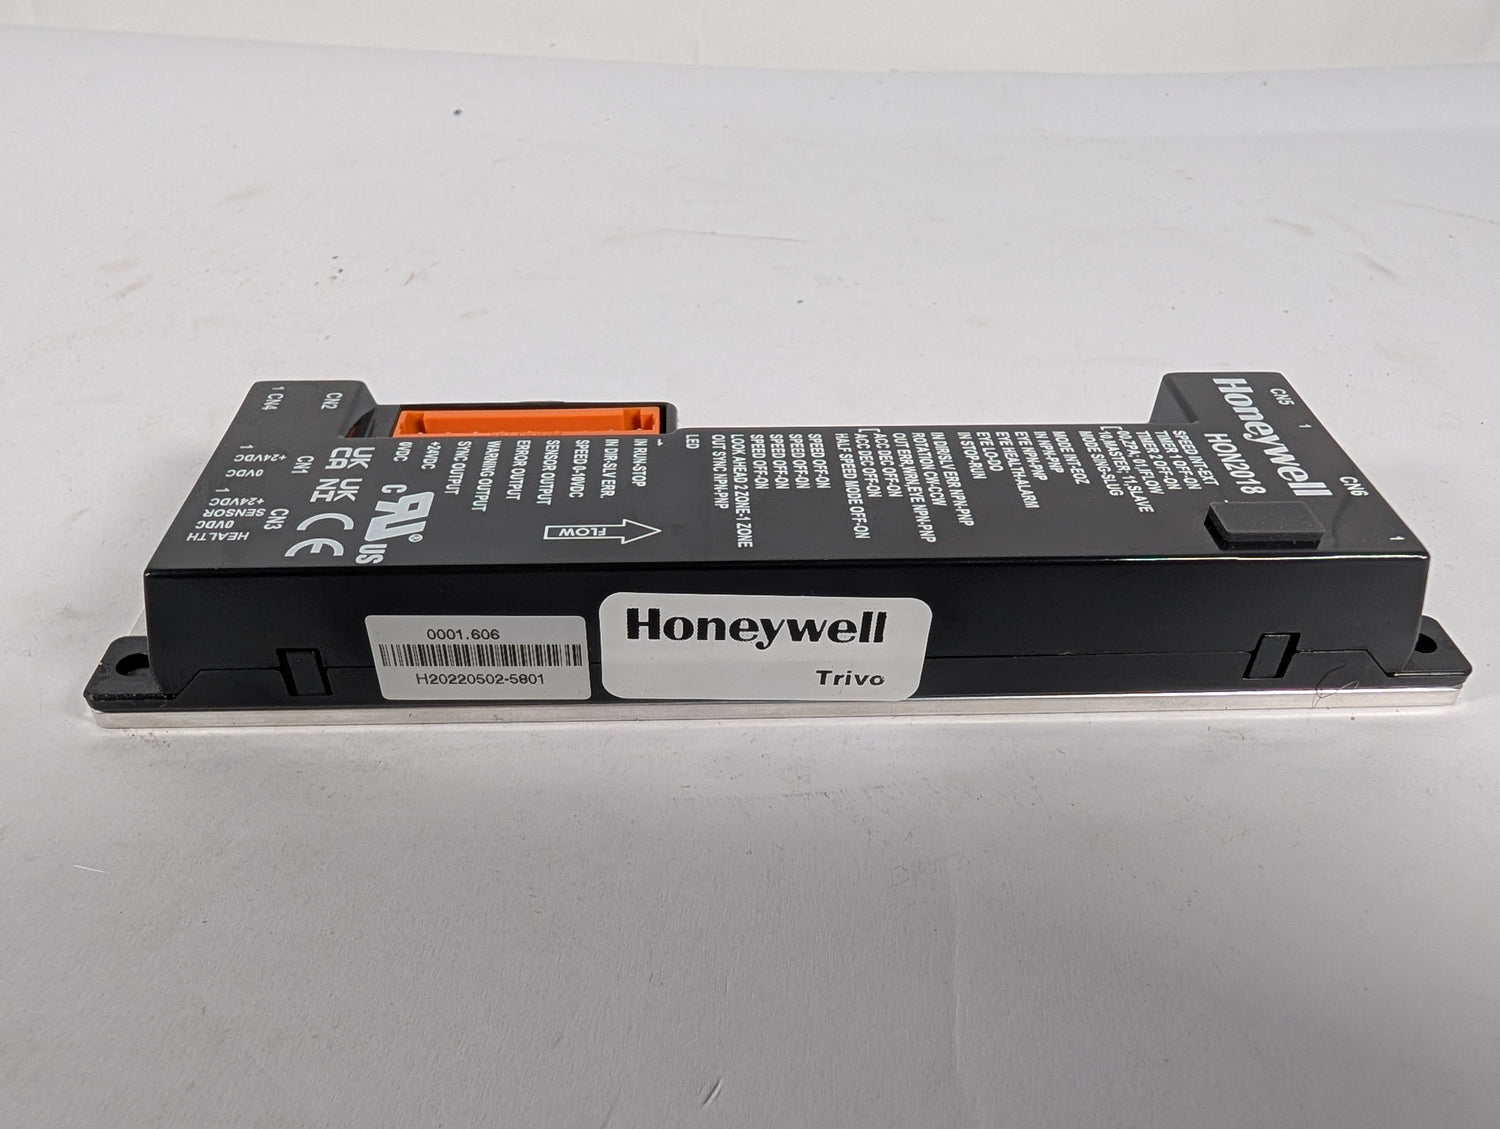 CN5
1
Honeywell
HON2018
CN6
1
SPEED INT-EXT
TIMER 1 OFF-ON
TIMER 2 OFF-ON
MODE SING-SLUG
MODE INT-EDZ
IN NPN-PNP
EYE NPN-PNP
EYE HEALTH-ALARM
EYE LO-DO
IN STOP-RUN
IN DIR/SLV ERR NPN-PNP
ROTATION CW-CCW
OUT ERR/WRN/EYE NPN-PNP
ACC DEC OFF-ON
ACC DEC OFF-ON
HALF SPEED MODE OFF-ON
SPEED OFF-ON
SPEED OFF-ON
SPEED OFF-ON
SPEED OFF-ON
LOOK AHEAD 2 ZONE-1 ZONE
OUT SYNC NPN-PNP
LED
1
IN RUN-STOP
IN DIR-SLV ERR.
SPEED 0-10VDC
SENSOR OUTPUT
ERROR OUTPUT
WARNING OUTPUT
SYNC OUTPUT
+24VDC
0VDC
FLOW
CN2
1 CN4
CN1
1
+24VDC
0VDC
CN3
1
+24VDC
SENSOR
0VDC
HEALTH
UK
CA
UK
NI
CE
C
US
®
0001.606
H20220502-5801
Honeywell
Trivo